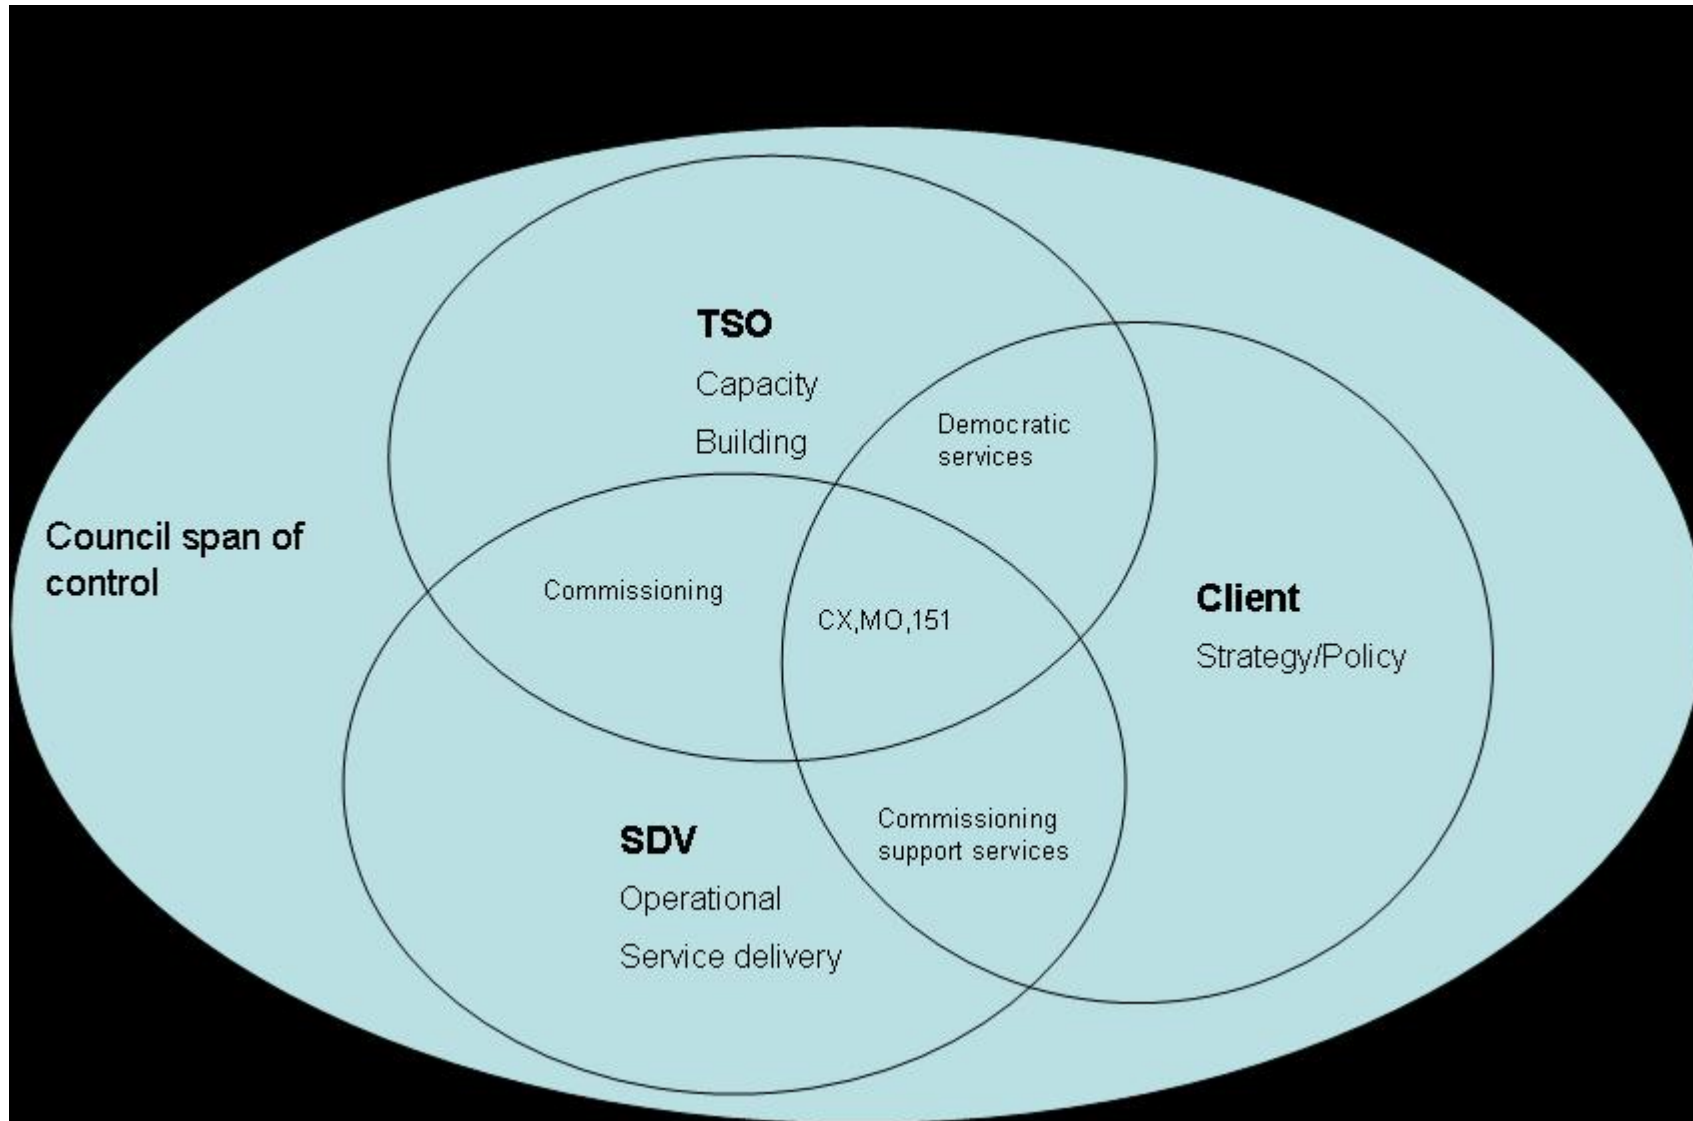 TSO
Capacity
Building
Democratic
services
Council span of
control
Commissioning
CX,MO,151
Client
Strategy/Policy
SDV
Operational
Service delivery
Commissioning
support services